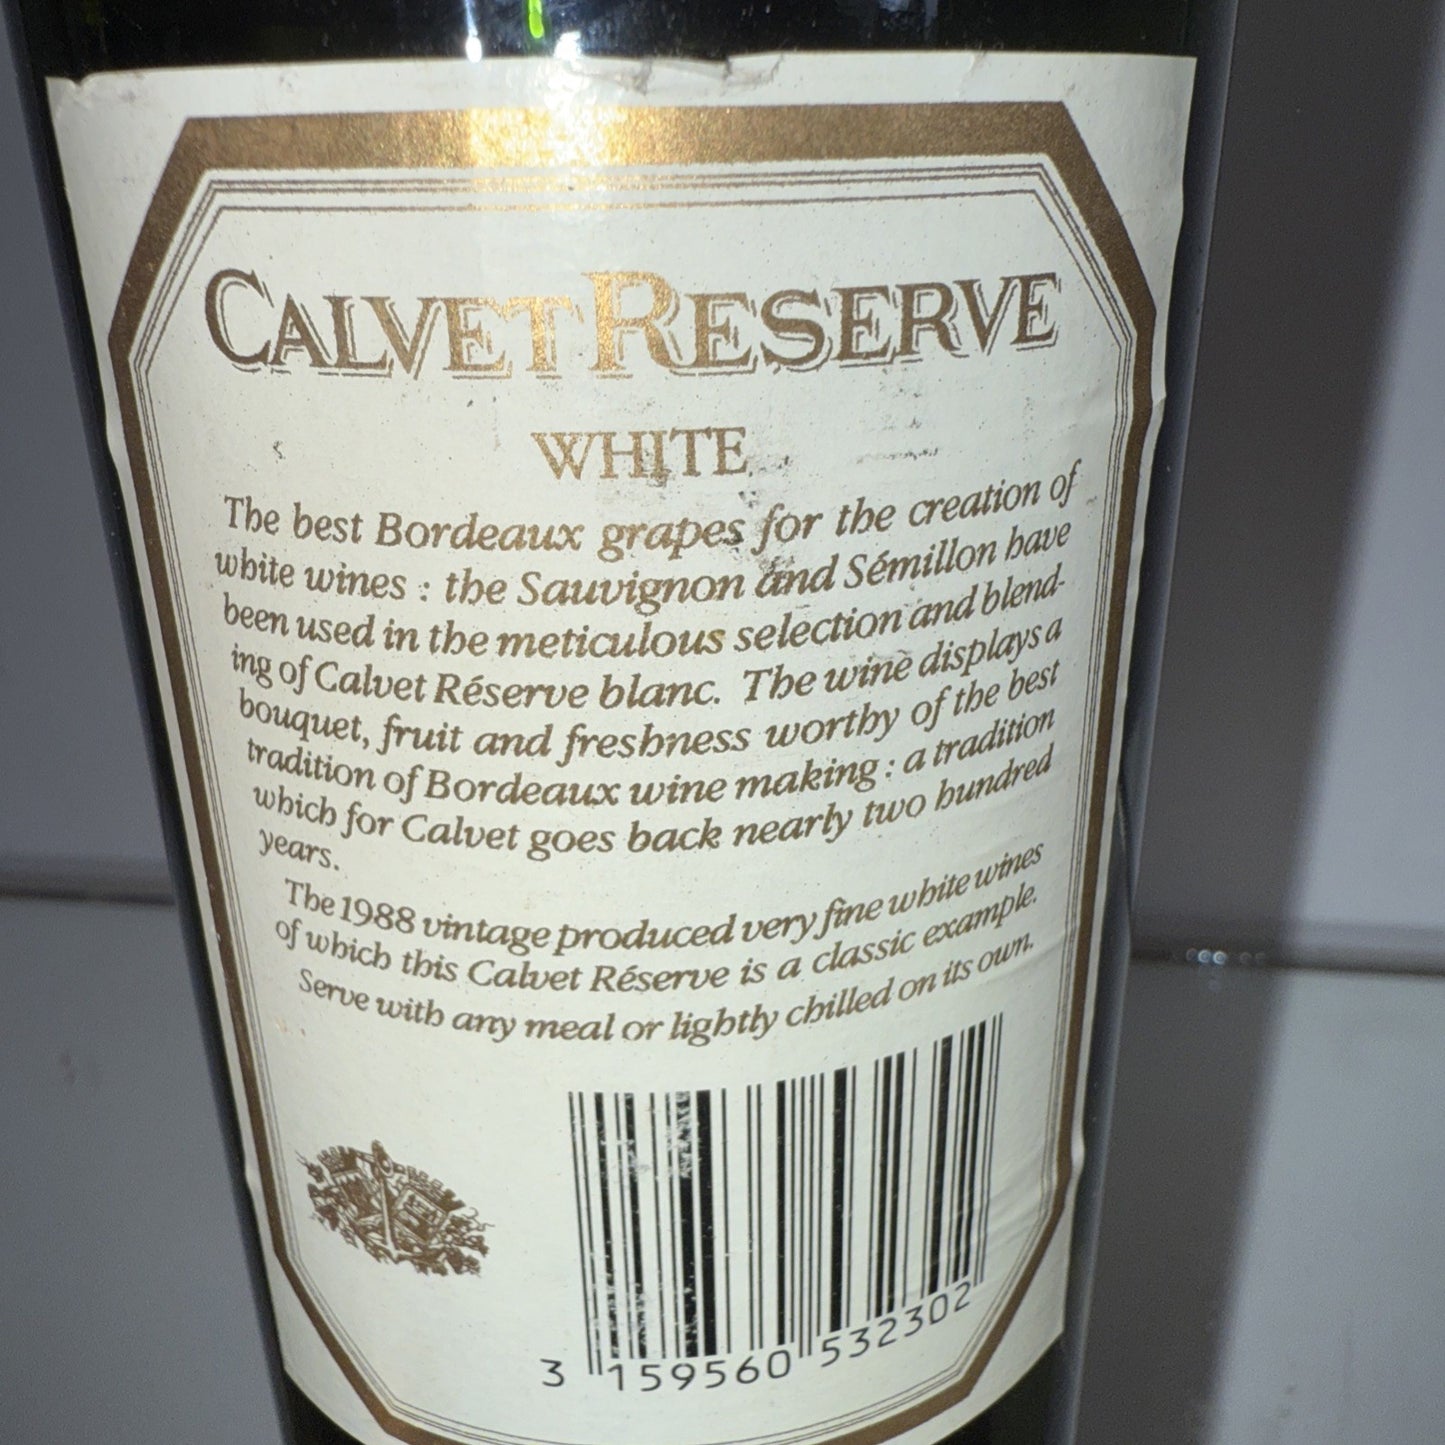 CALVET RESERVE
WHITE
The best Bordeaux grapes for the creation of
white wines : the Sauvignon and Sémillon have
been used in the meticulous selection and blend-
ing of Calvet Réserve blanc. The wine displays a
bouquet, fruit and freshness worthy of the best
tradition of Bordeaux wine making : a tradition
which for Calvet goes back nearly two hundred
years.
The 1988 vintage produced very fine white wines
of which this Calvet Réserve is a classic example.
Serve with any meal or lightly chilled on its own.
3 159560 532302